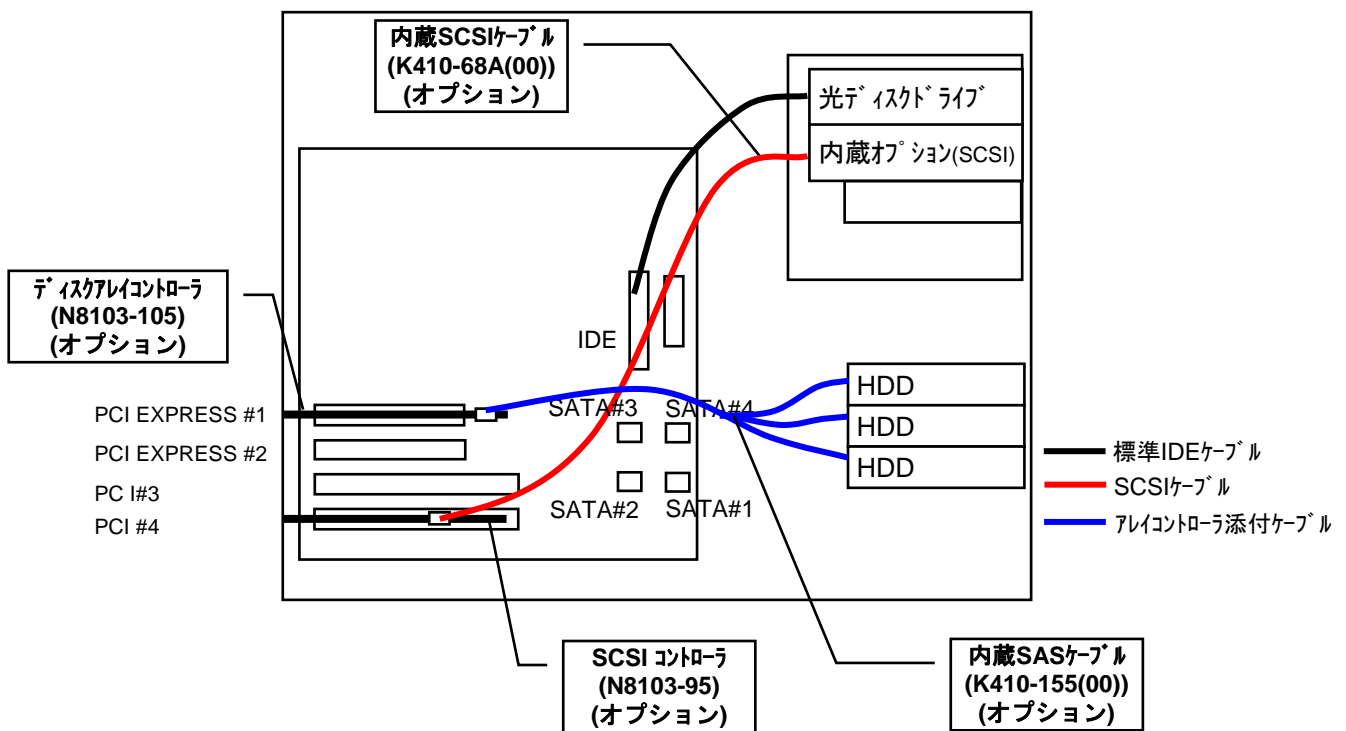 内蔵SCSIｹｰﾌﾞﾙ
(K410-68A(00))
(オプション)
光ﾃﾞｨｽｸﾄﾞﾗｲﾌﾞ
内蔵ｵﾌﾟｼｮﾝ(SCSI)
ﾃﾞｨｽｸｱﾚｲｺﾝﾄﾛｰﾗ
(N8103-105)
(オプション)
IDE
PCI EXPRESS #1
PCI EXPRESS #2
PC I#3
PCI #4
SATA#3
SATA#4
SATA#2
SATA#1
HDD
HDD
HDD
標準IDEｹｰﾌﾞﾙ
SCSIｹｰﾌﾞﾙ
ｱﾚｲｺﾝﾄﾛｰﾗ添付ｹｰﾌﾞﾙ
SCSI ｺﾝﾄﾛｰﾗ
(N8103-95)
(オプション)
内蔵SASｹｰﾌﾞﾙ
(K410-155(00))
(オプション)